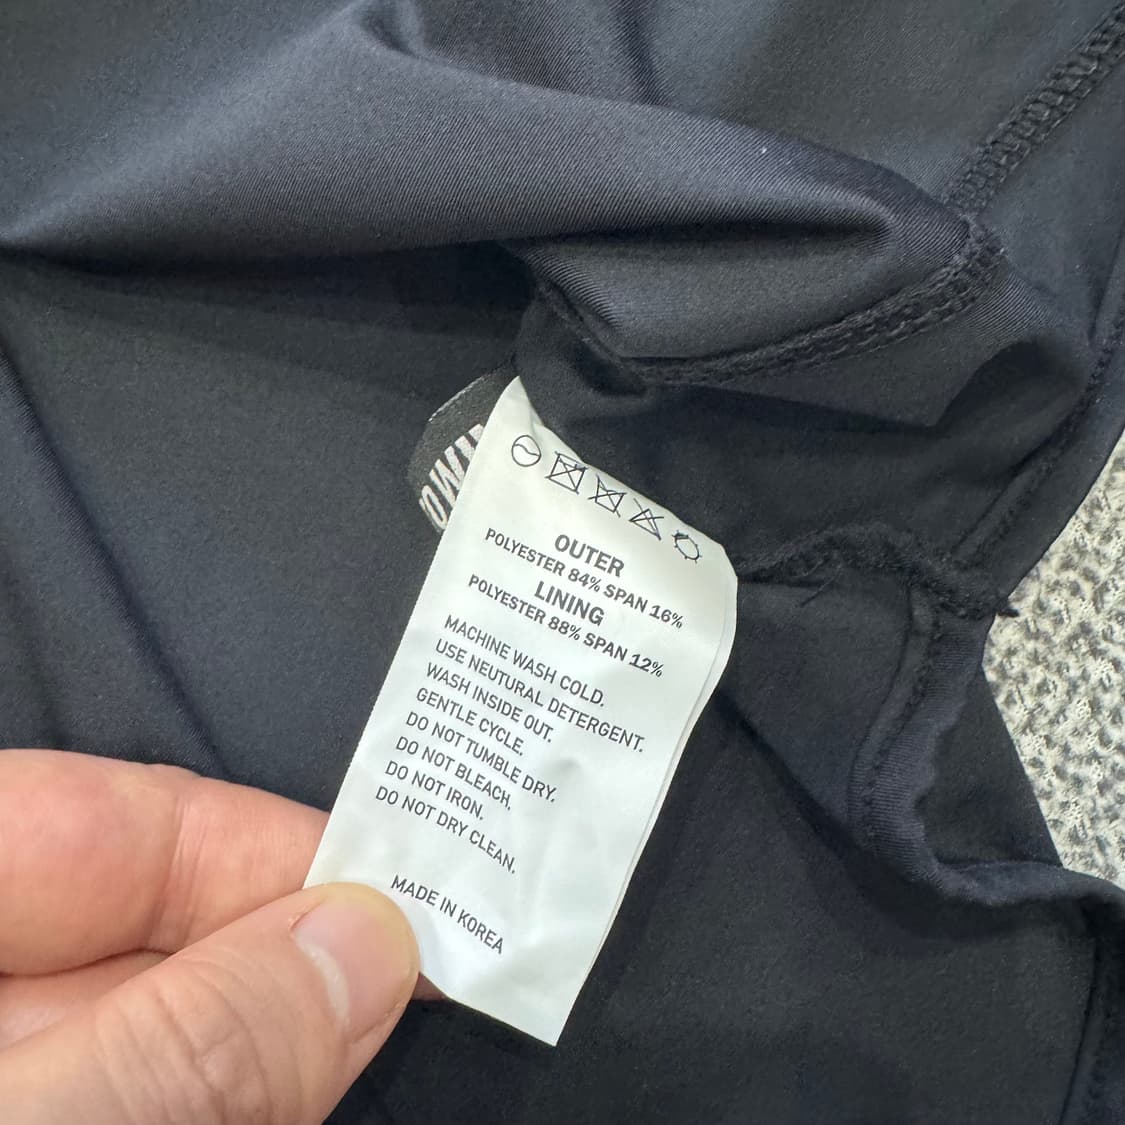 OUTER
POLYESTER 84% SPAN 16%
LINING
POLYESTER 88% SPAN 12%
MACHINE WASH COLD.
USE NEUTURAL DETERGENT.
WASH INSIDE OUT.
GENTLE CYCLE.
DO NOT TUMBLE DRY.
DO NOT BLEACH.
DO NOT IRON.
DO NOT DRY CLEAN.
MADE IN KOREA